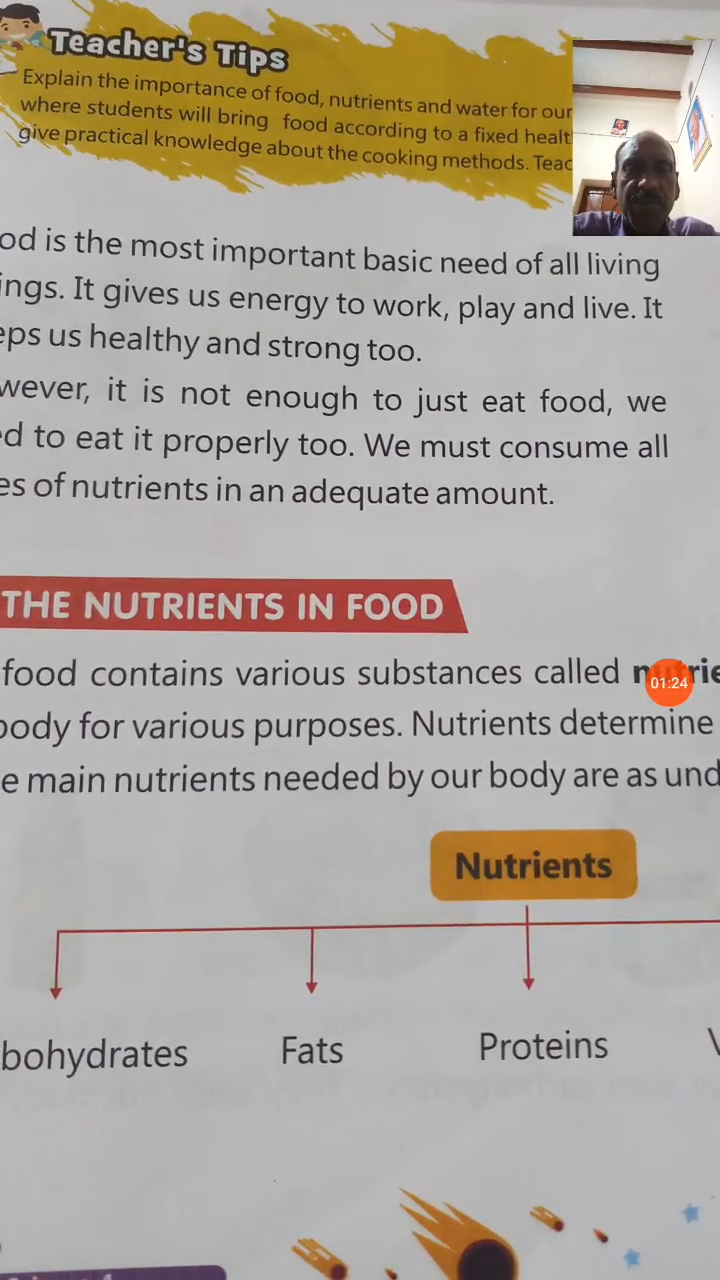 Teacher's Tips
Explain the importance of food, nutrients and water for our
where students will bring food according to a fixed healt
give practical knowledge about the cooking methods. Teac
od is the most important basic need of all living
ings. It gives us energy to work, play and live. It
eps us healthy and strong too.
wever, it is not enough to just eat food, we
ed to eat it properly too. We must consume all
es of nutrients in an adequate amount.
THE NUTRIENTS IN FOOD
food contains various substances called
01:24
body for various purposes. Nutrients determine
e main nutrients needed by our body are as und
Nutrients
bohydrates Fats Proteins